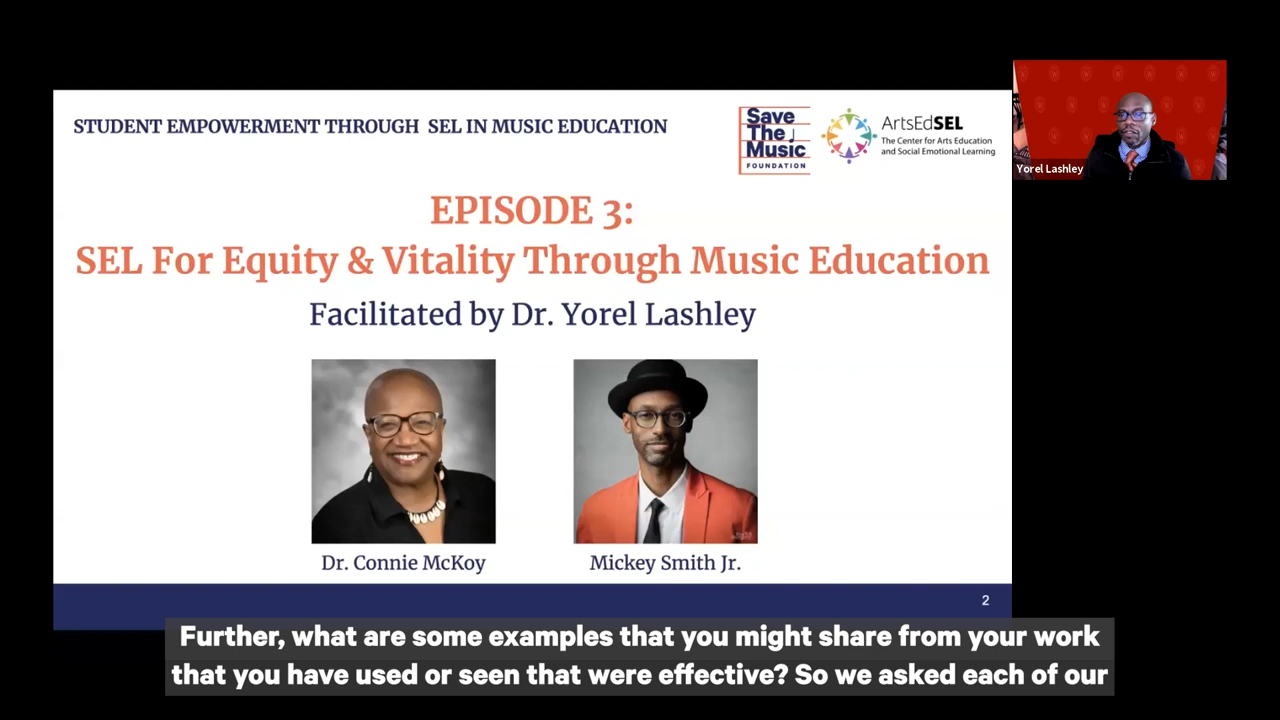 STUDENT EMPOWERMENT THROUGH SEL IN MUSIC EDUCATION
Save
The
Music
FOUNDATION
ArtsEdSEL
The Center for Arts Education
and Social Emotional Learning
Yorel Lashley
EPISODE 3:
SEL For Equity & Vitality Through Music Education
Facilitated by Dr. Yorel Lashley
Dr. Connie McKoy
Mickey Smith Jr.
2
Further, what are some examples that you might share from your work
that you have used or seen that were effective? So we asked each of our